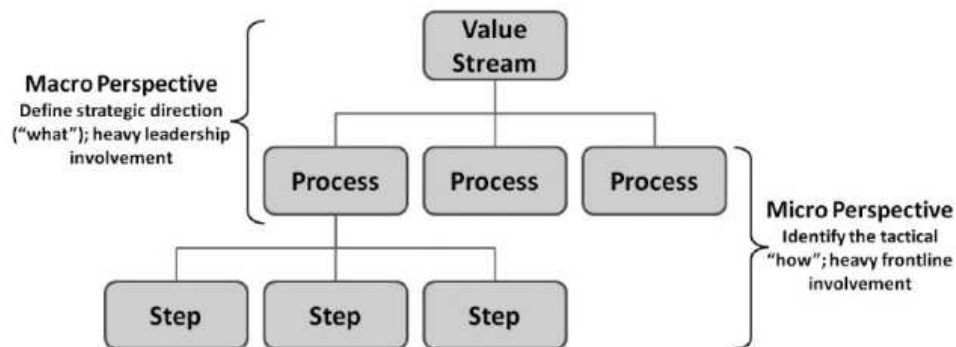 Value
Stream
Macro Perspective
Define strategic direction
(“what”); heavy leadership
involvement
Process
Process
Process
Micro Perspective
Identify the tactical
“how”; heavy frontline
involvement
Step
Step
Step